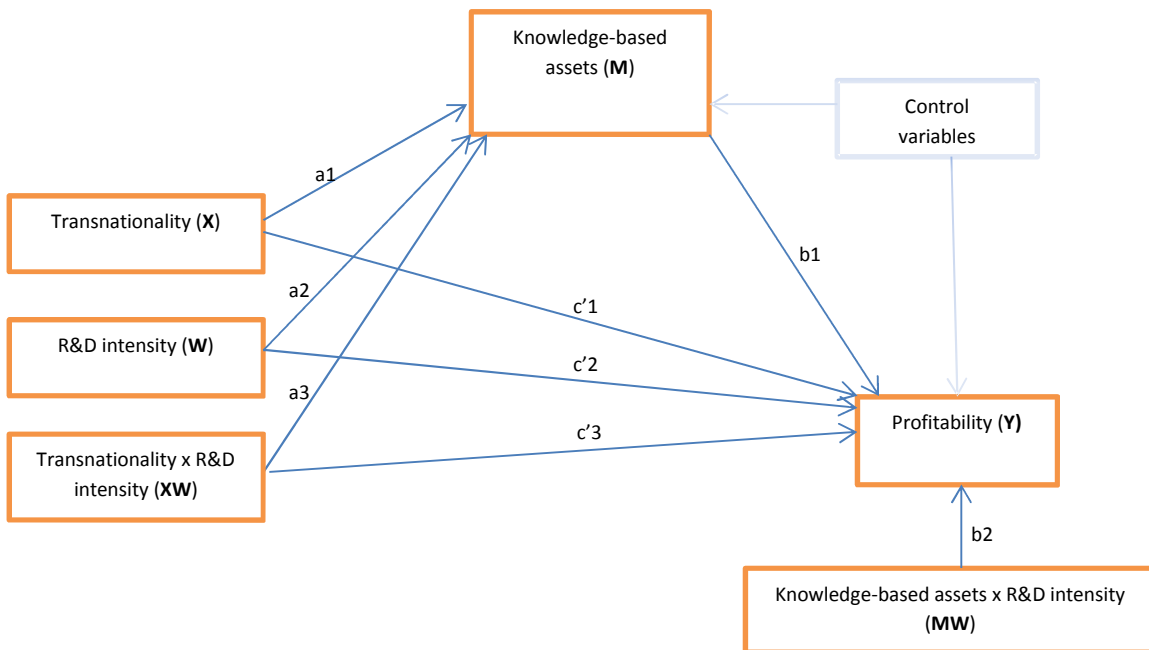 Knowledge-based
assets (M)
Control
variables
a1
Transnationality (X)
b1
a2
c'1
R&D intensity (W)
c'2
a3
Profitability (Y)
c'3
Transnationality x R&D
intensity (XW)
b2
Knowledge-based assets x R&D intensity
(MW)